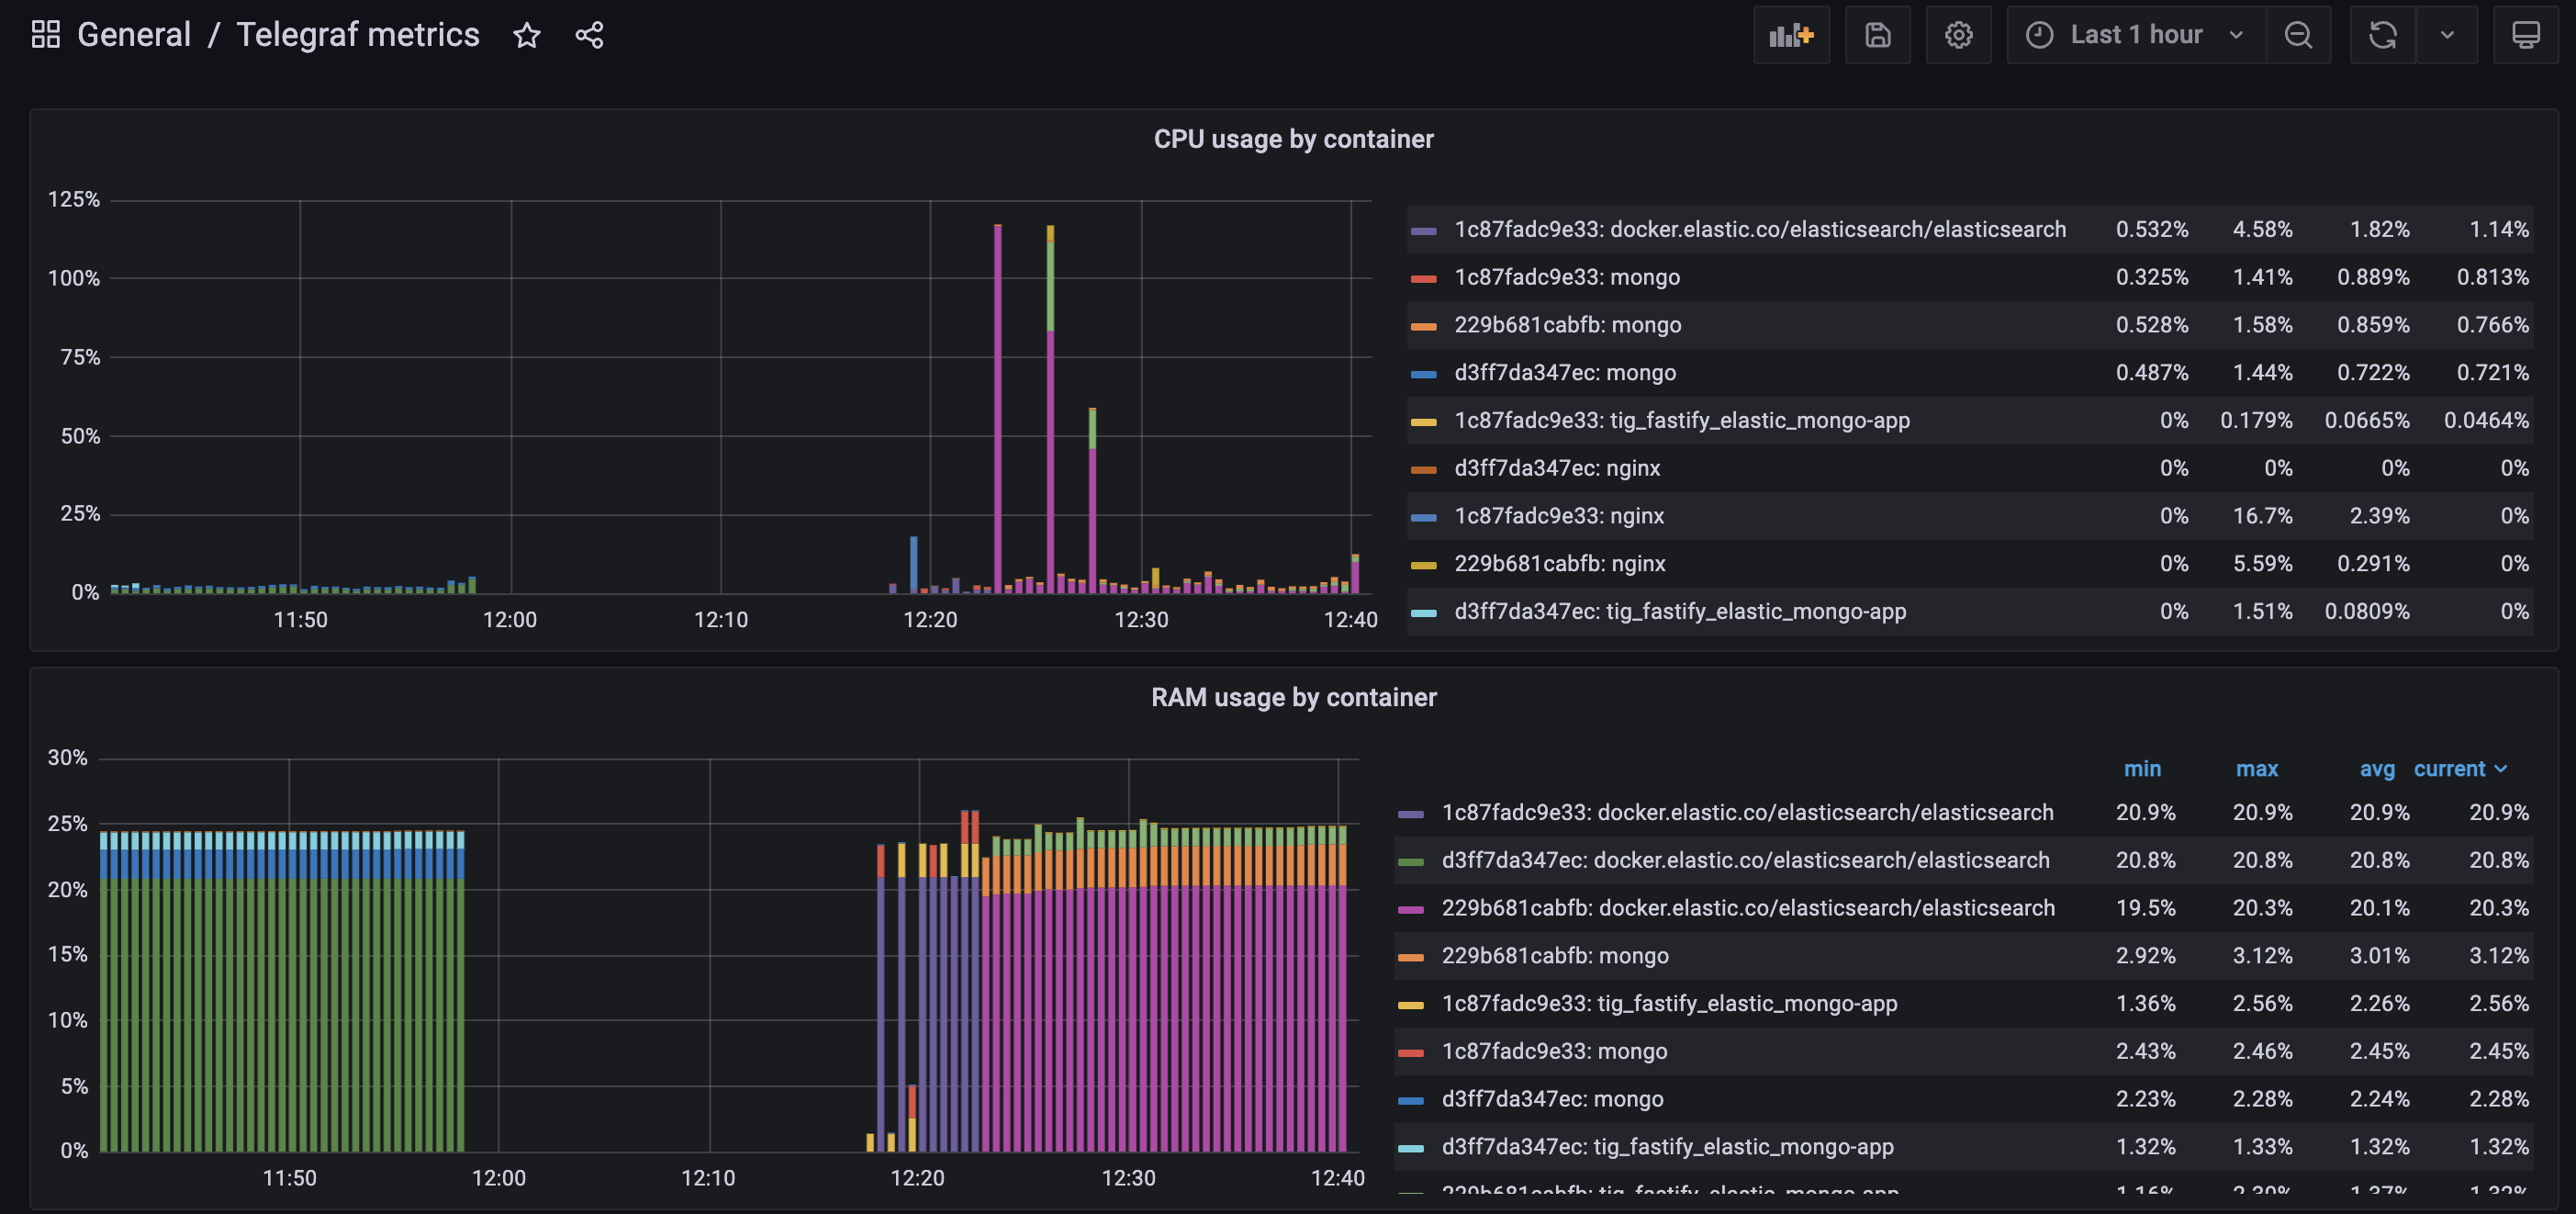 General / Telegraf metrics
Last 1 hour
CPU usage by container
125%
100%
75%
50%
25%
0%
11:50 12:00 12:10 12:20 12:30 12:40
1c87fadc9e33: docker.elastic.co/elasticsearch/elasticsearch 0.532% 4.58% 1.82% 1.14%
1c87fadc9e33: mongo 0.325% 1.41% 0.889% 0.813%
229b681cabfb: mongo 0.528% 1.58% 0.859% 0.766%
d3ff7da347ec: mongo 0.487% 1.44% 0.722% 0.721%
1c87fadc9e33: tig_fastify_elastic_mongo-app 0% 0.179% 0.0665% 0.0464%
d3ff7da347ec: nginx 0% 0% 0% 0%
1c87fadc9e33: nginx 0% 16.7% 2.39% 0%
229b681cabfb: nginx 0% 5.59% 0.291% 0%
d3ff7da347ec: tig_fastify_elastic_mongo-app 0% 1.51% 0.0809% 0%
RAM usage by container
30%
25%
20%
15%
10%
5%
0%
11:50 12:00 12:10 12:20 12:30 12:40
min max avg current
1c87fadc9e33: docker.elastic.co/elasticsearch/elasticsearch 20.9% 20.9% 20.9% 20.9%
d3ff7da347ec: docker.elastic.co/elasticsearch/elasticsearch 20.8% 20.8% 20.8% 20.8%
229b681cabfb: docker.elastic.co/elasticsearch/elasticsearch 19.5% 20.3% 20.1% 20.3%
229b681cabfb: mongo 2.92% 3.12% 3.01% 3.12%
1c87fadc9e33: tig_fastify_elastic_mongo-app 1.36% 2.56% 2.26% 2.56%
1c87fadc9e33: mongo 2.43% 2.46% 2.45% 2.45%
d3ff7da347ec: mongo 2.23% 2.28% 2.24% 2.28%
d3ff7da347ec: tig_fastify_elastic_mongo-app 1.32% 1.33% 1.32% 1.32%
229b681cabfb: tig_fastify_elastic_mongo-app